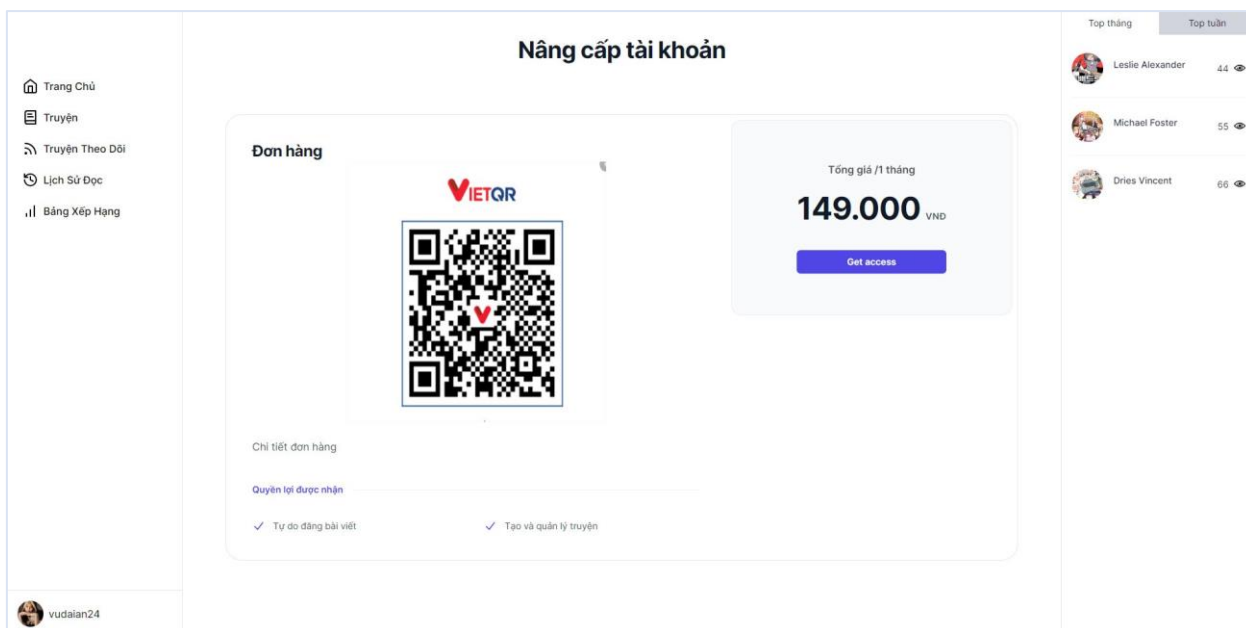 Trang Chủ
Truyện
Truyện Theo Dõi
Lịch Sử Đọc
Bảng Xếp Hạng
vudaian24
Nâng cấp tài khoản
Đơn hàng
VIETQR
Chi tiết đơn hàng
Quyền lợi được nhận
Tự do đăng bài viết
Tạo và quản lý truyện
Tổng giá /1 tháng
149.000 VNĐ
Get access
Top tháng Top tuần
Leslie Alexander 44
Michael Foster 55
Dries Vincent 66